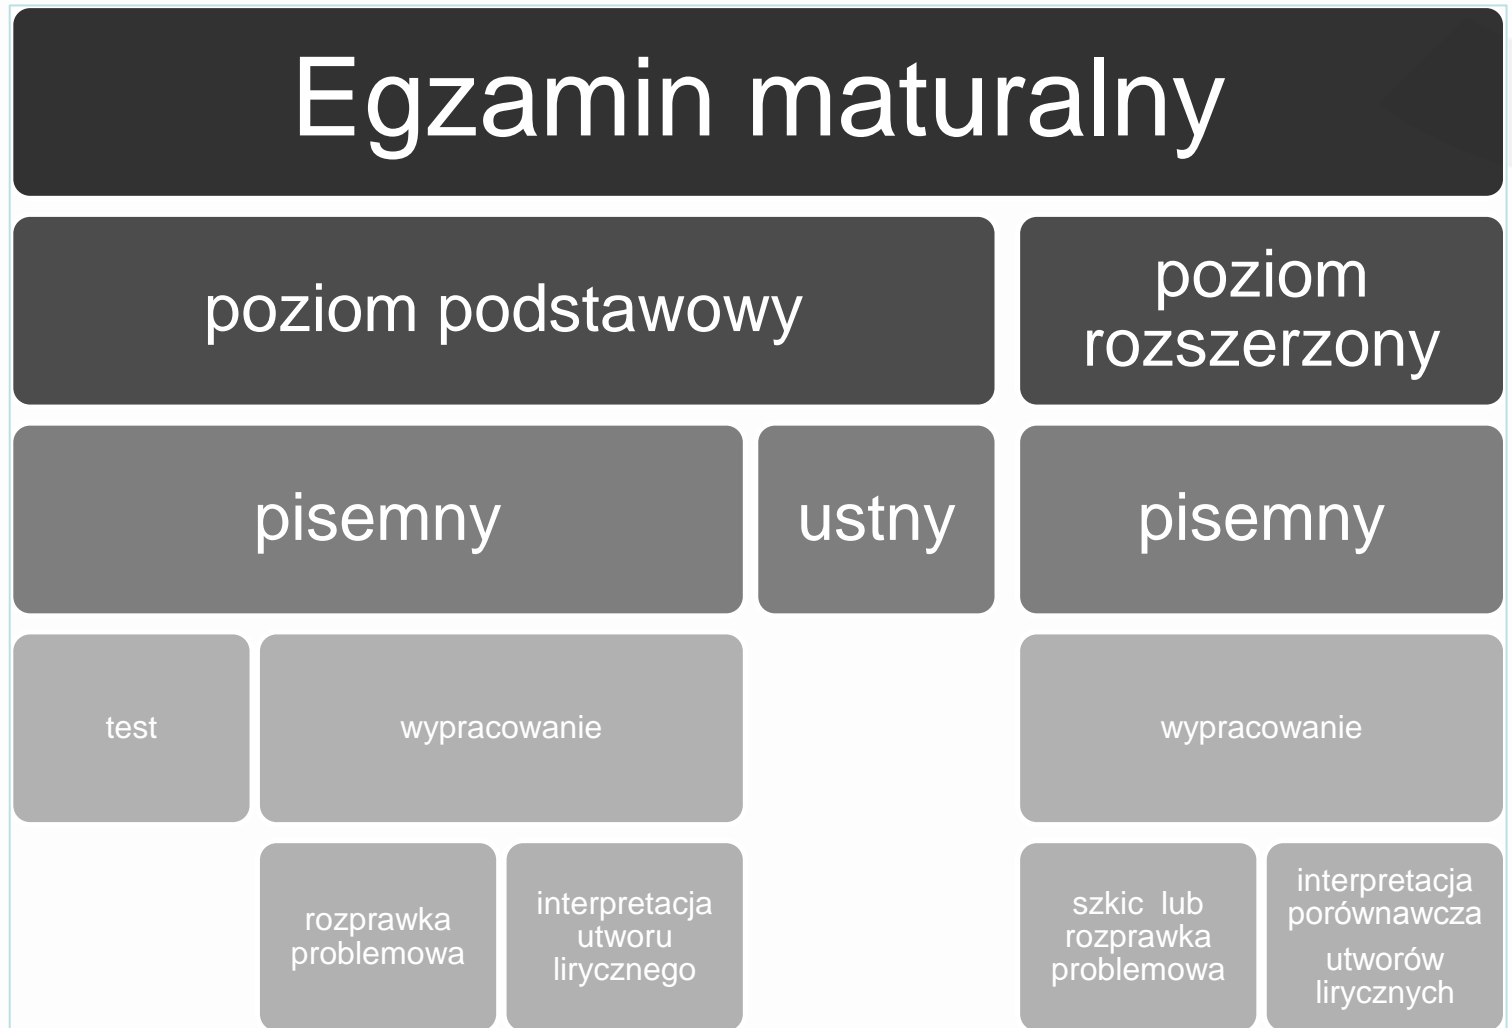 Egzamin maturalny
poziom podstawowy
poziom
rozszerzony
pisemny
ustny
pisemny
test
wypracowanie
wypracowanie
rozprawka
problemowa
interpretacja
utworu
lirycznego
szkic lub
rozprawka
problemowa
interpretacja
porównawcza
utworów
lirycznych